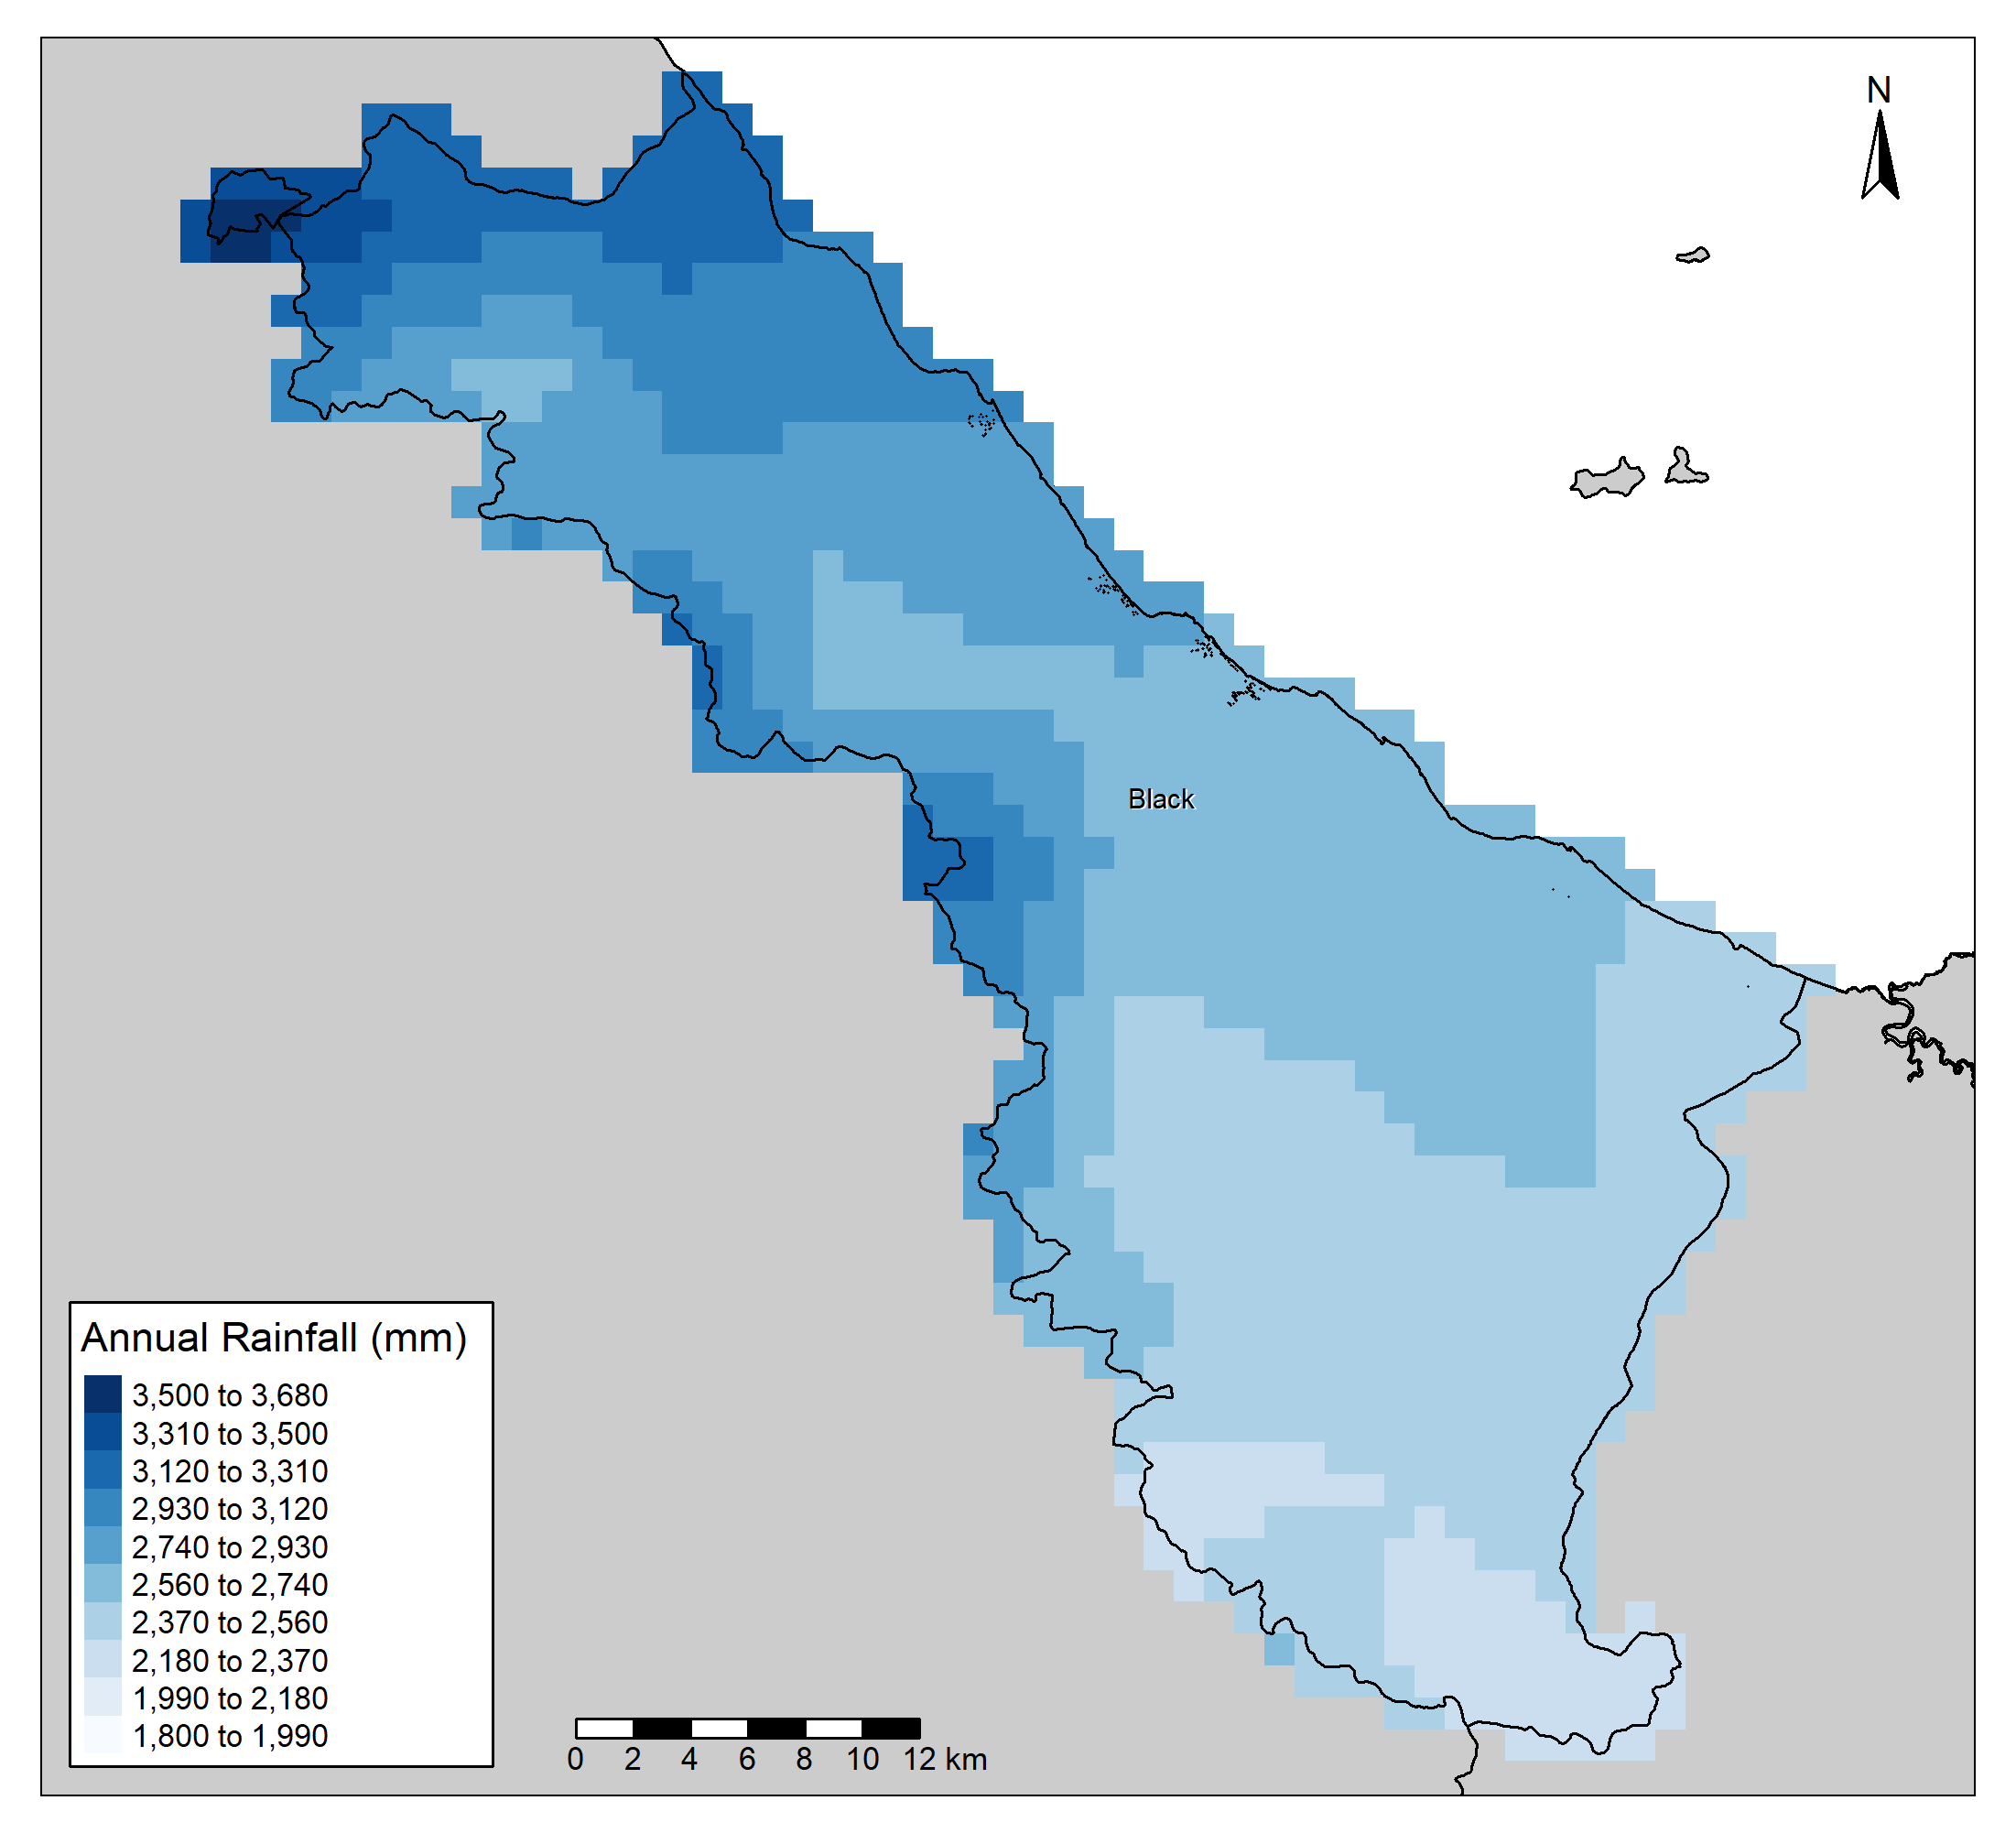 N
Black
Annual Rainfall (mm)
3,500 to 3,680
3,310 to 3,500
3,120 to 3,310
2,930 to 3,120
2,740 to 2,930
2,560 to 2,740
2,370 to 2,560
2,180 to 2,370
1,990 to 2,180
1,800 to 1,990
0 2 4 6 8 10 12 km